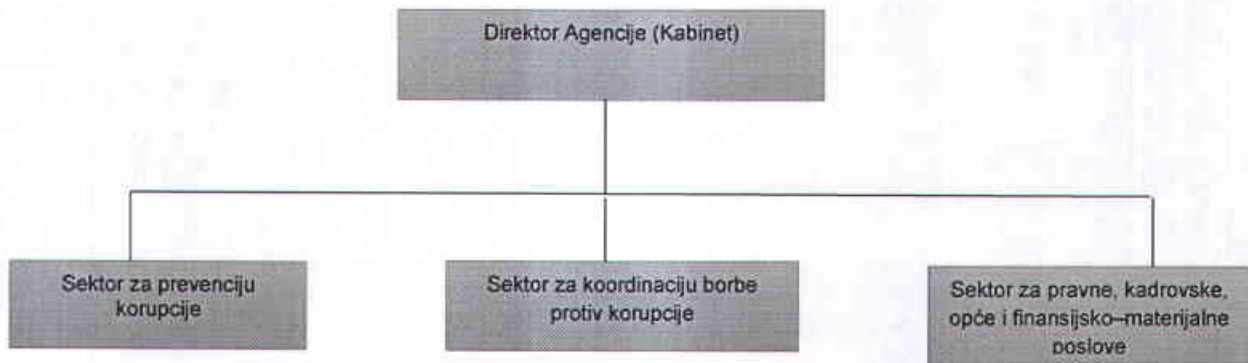 Direktor Agencije (Kabinet)
Sektor za prevenciju
korupcije
Sektor za koordinaciju borbe
protiv korupcije
Sektor za pravne, kadrovske,
opće i finansijsko–materijalne
poslove